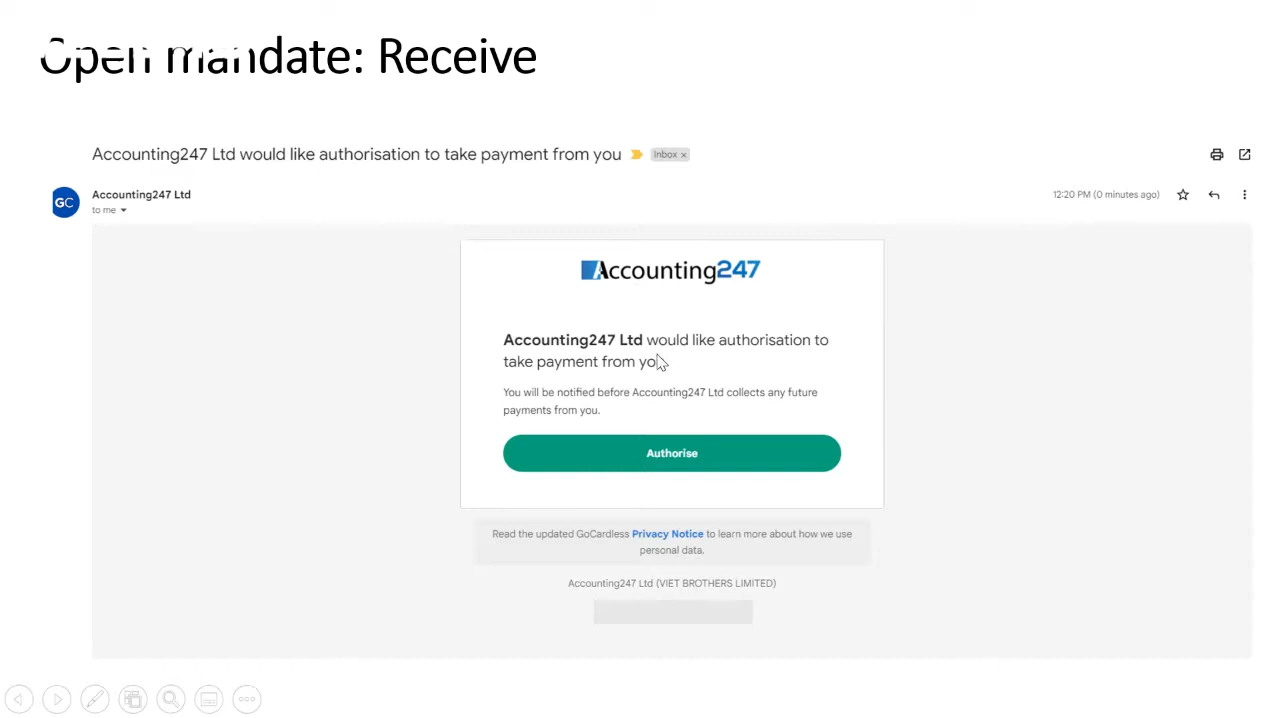 Open mandate: Receive
Accounting247 Ltd would like authorisation to take payment from you
Inbox ×
GC
Accounting247 Ltd
12:20 PM (0 minutes ago)
to me
Accounting247
Accounting247 Ltd would like authorisation to
take payment from you
You will be notified before Accounting247 Ltd collects any future
payments from you.
Authorise
Read the updated GoCardless Privacy Notice to learn more about how we use
personal data.
Accounting247 Ltd (VIET BROTHERS LIMITED)